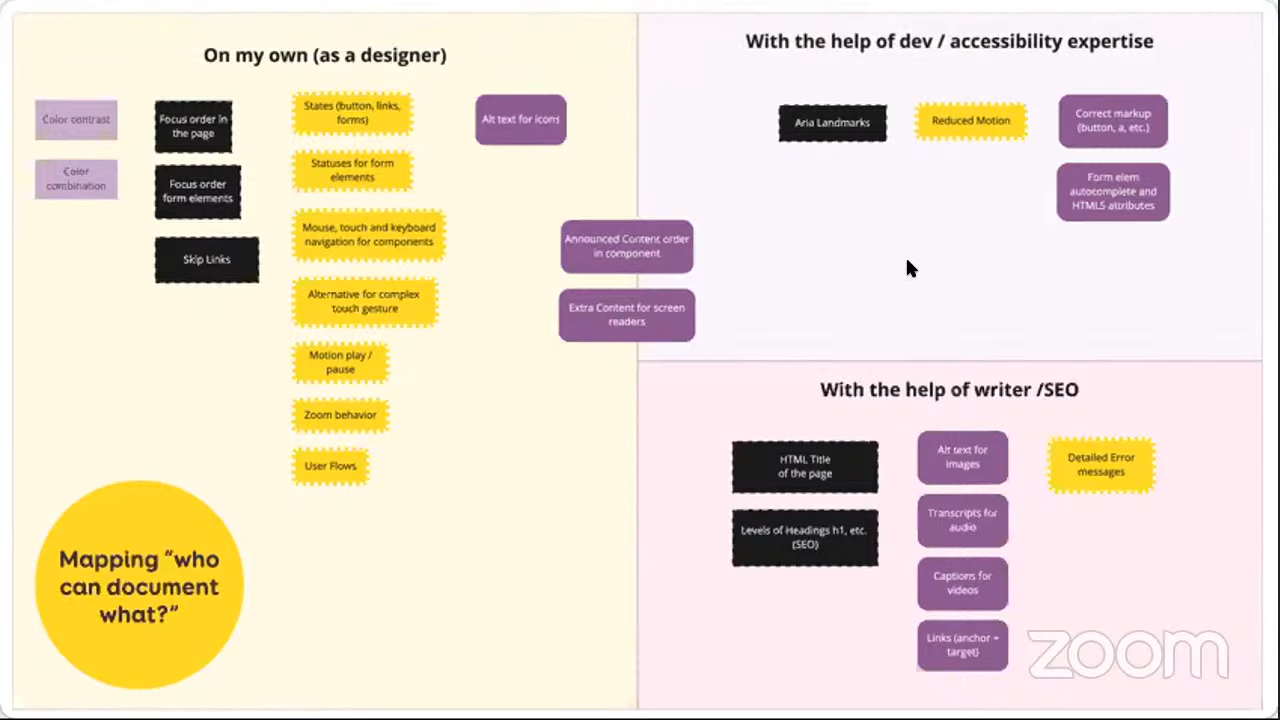 On my own (as a designer)
Color contrast
Color
combination
Focus order in
the page
Focus order
form elements
Skip Links
States (button, links,
forms)
Statuses for form
elements
Mouse, touch and keyboard
navigation for components
Alternative for complex
touch gesture
Motion play /
pause
Zoom behavior
User Flows
Alt text for icons
Announced Content order
in component
Extra Content for screen
readers
Mapping “who
can document
what?”
With the help of dev / accessibility expertise
Aria Landmarks
Reduced Motion
Correct markup
(button, a, etc.)
Form elem
autocomplete and
HTML5 attributes
With the help of writer /SEO
HTML Title
of the page
Levels of Headings h1, etc.
(SEO)
Alt text for
images
Transcripts for
audio
Captions for
videos
Links (anchor +
target)
Detailed Error
messages
zoom